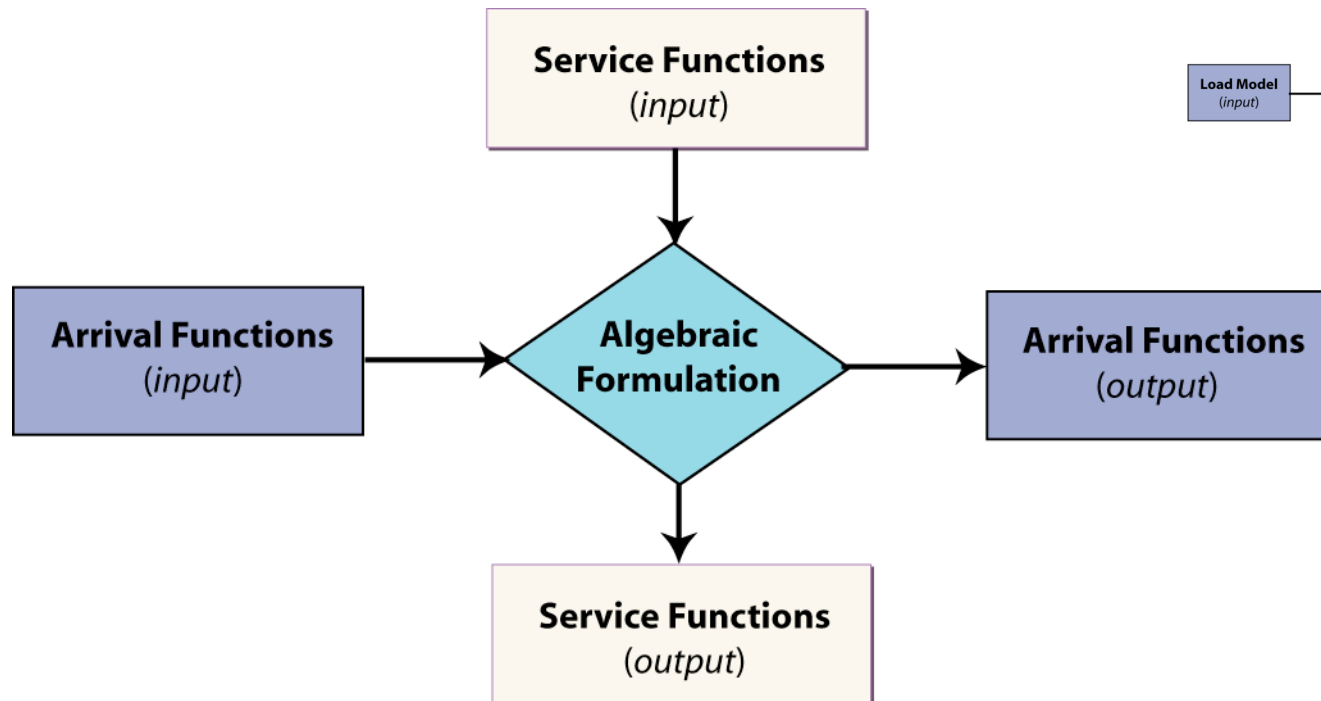 Service Functions
(input)
Load Model
(input)
Arrival Functions
(input)
Algebraic
Formulation
Arrival Functions
(output)
Service Functions
(output)